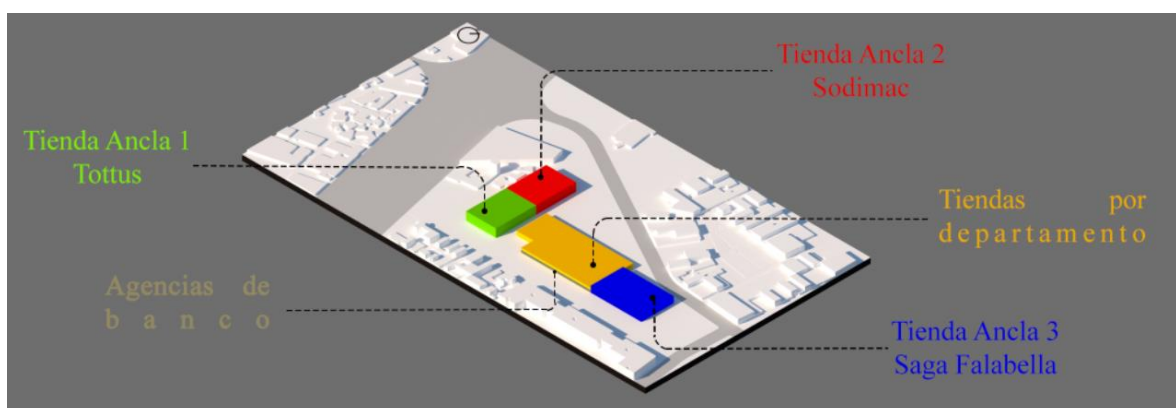 Tienda Ancla 2
Sodimac
Tienda Ancla 1
Tottus
Tiendas por
departamento
Agencias de
banco
Tienda Ancla 3
Saga Falabella